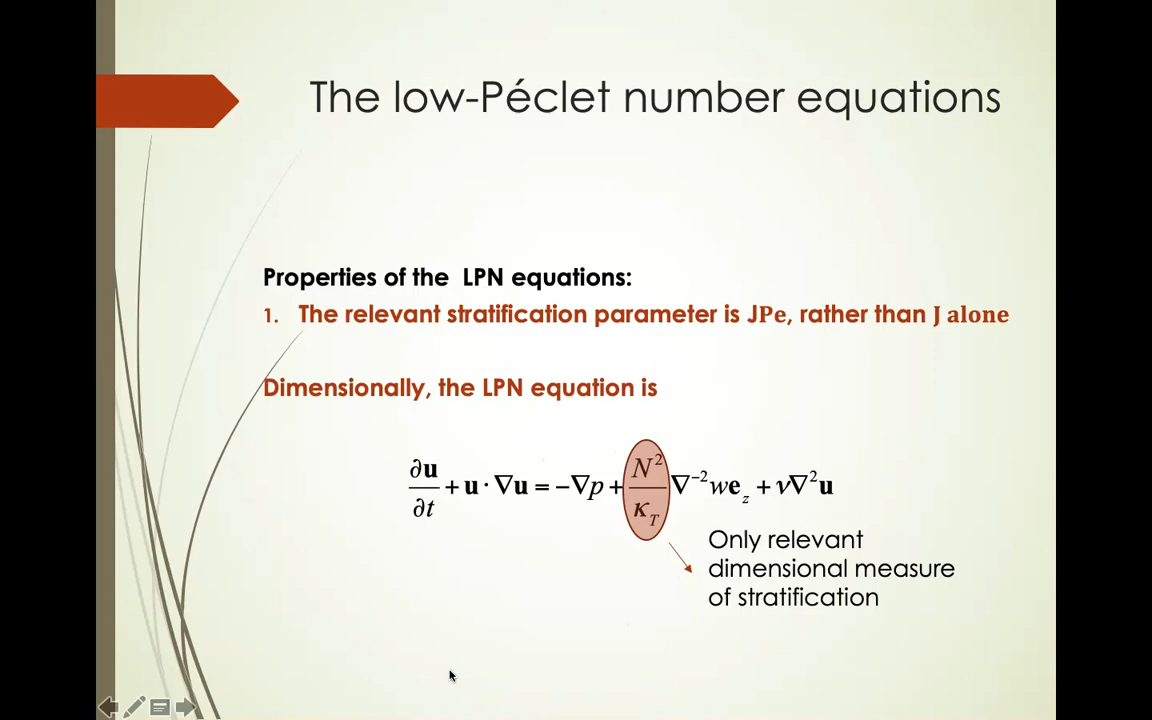 The low-Péclet number equations
Properties of the LPN equations:
1. The relevant stratification parameter is JPe, rather than J alone
Dimensionally, the LPN equation is
∂u/∂t + u · ∇u = −∇p + N²/κ_T ∇⁻²we_z + ν∇²u
Only relevant
dimensional measure
of stratification